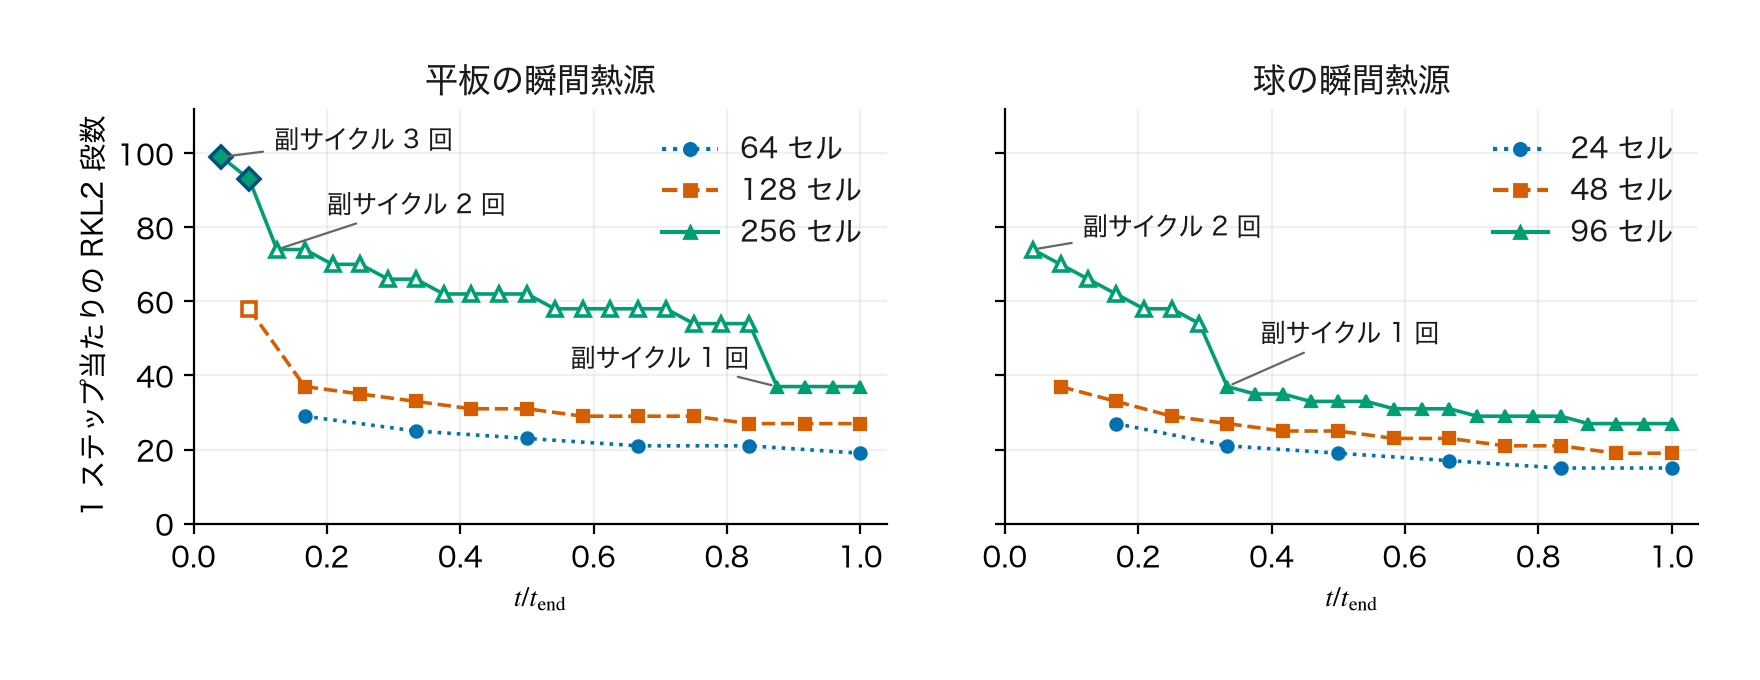 平板の瞬間熱源
1 ステップ当たりの RKL2 段数
100
80
60
40
20
0
0.0 0.2 0.4 0.6 0.8 1.0
t/t_end
副サイクル 3 回
副サイクル 2 回
副サイクル 1 回
64 セル
128 セル
256 セル
球の瞬間熱源
副サイクル 2 回
副サイクル 1 回
24 セル
48 セル
96 セル
0.0 0.2 0.4 0.6 0.8 1.0
t/t_end